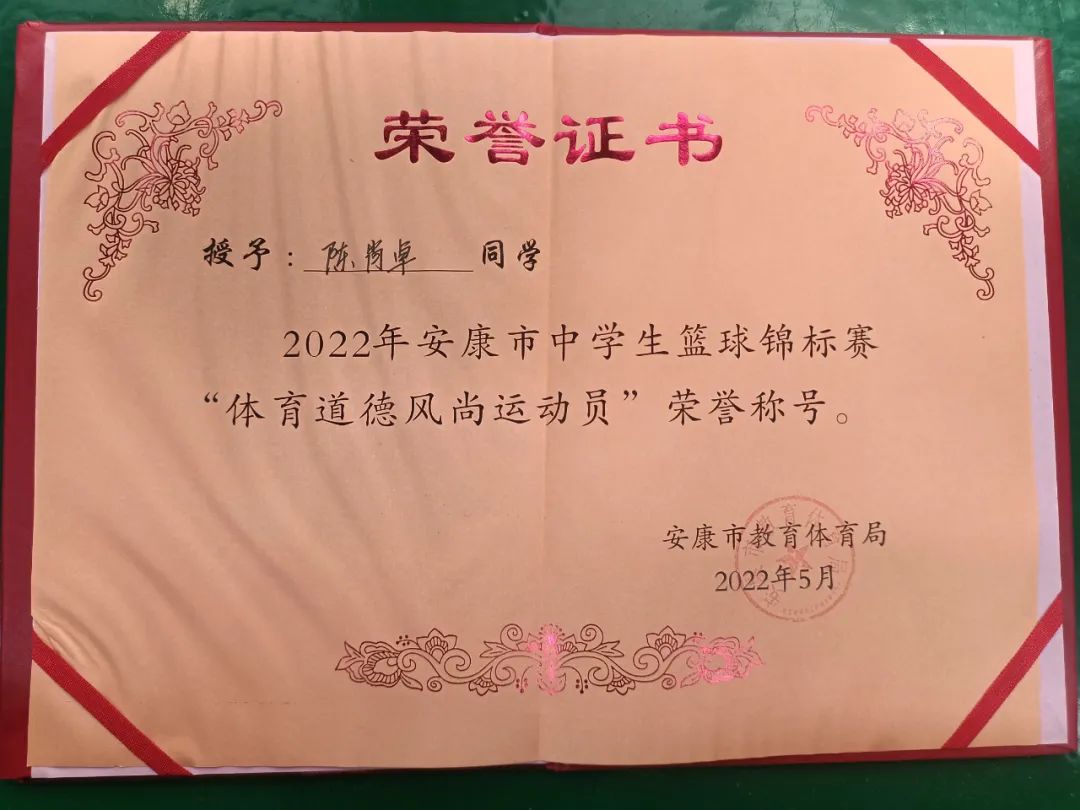 荣誉证书
授予：陈肖卓 同学
2022年安康市中学生篮球锦标赛
“体育道德风尚运动员”荣誉称号。
安康市教育体育局
2022年5月